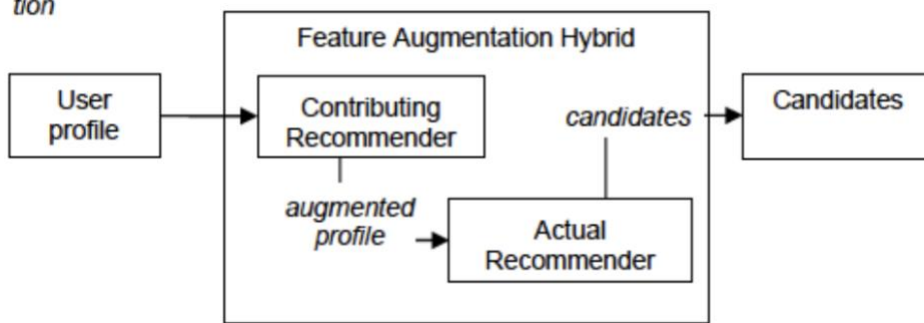 tion
Feature Augmentation Hybrid
User
profile
Contributing
Recommender
candidates
Candidates
augmented
profile
Actual
Recommender